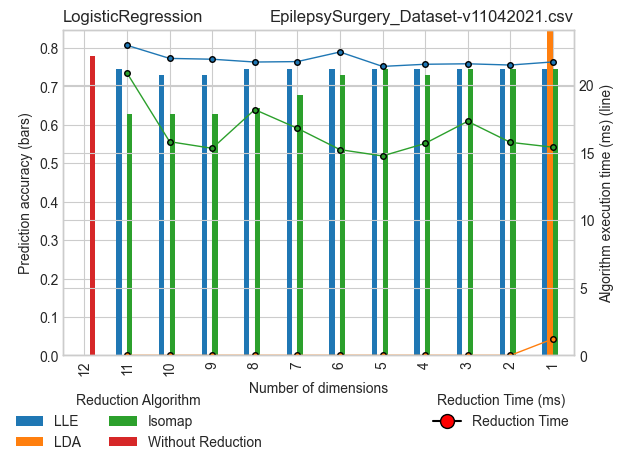 LogisticRegression EpilepsySurgery_Dataset-v11042021.csv
0.8
0.7
0.6
0.5
0.4
0.3
0.2
0.1
0.0
Prediction accuracy (bars)
20
15
10
5
0
Algorithm execution time (ms) (line)
12 11 10 9 8 7 6 5 4 3 2 1
Number of dimensions
Reduction Algorithm
LLE Isomap
LDA Without Reduction
Reduction Time (ms)
Reduction Time